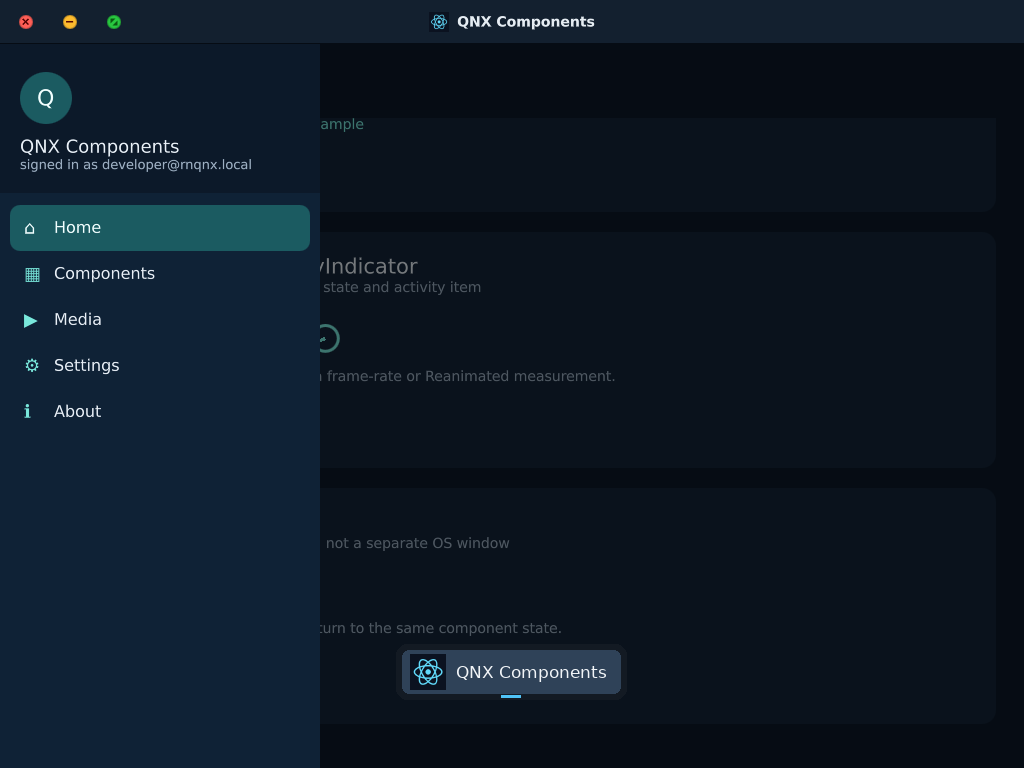 QNX Components
Q
QNX Components
signed in as developer@rnqnx.local
Home
Components
Media
Settings
About
ample
yIndicator
state and activity item
frame-rate or Reanimated measurement.
not a separate OS window
turn to the same component state.
QNX Components